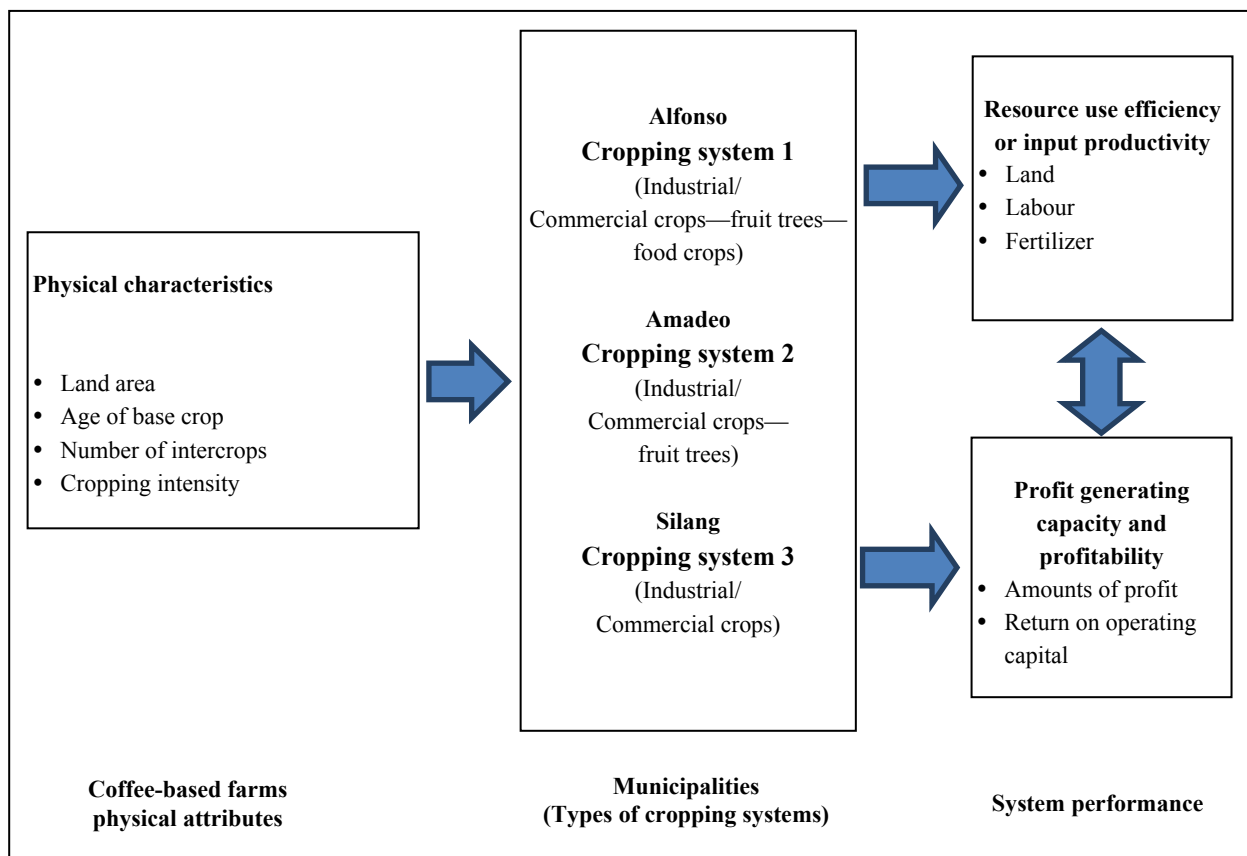 Physical characteristics
• Land area
• Age of base crop
• Number of intercrops
• Cropping intensity
Coffee-based farms
physical attributes
Alfonso
Cropping system 1
(Industrial/
Commercial crops—fruit trees—
food crops)
Amadeo
Cropping system 2
(Industrial/
Commercial crops—
fruit trees)
Silang
Cropping system 3
(Industrial/
Commercial crops)
Municipalities
(Types of cropping systems)
Resource use efficiency
or input productivity
• Land
• Labour
• Fertilizer
Profit generating
capacity and
profitability
• Amounts of profit
• Return on operating
capital
System performance